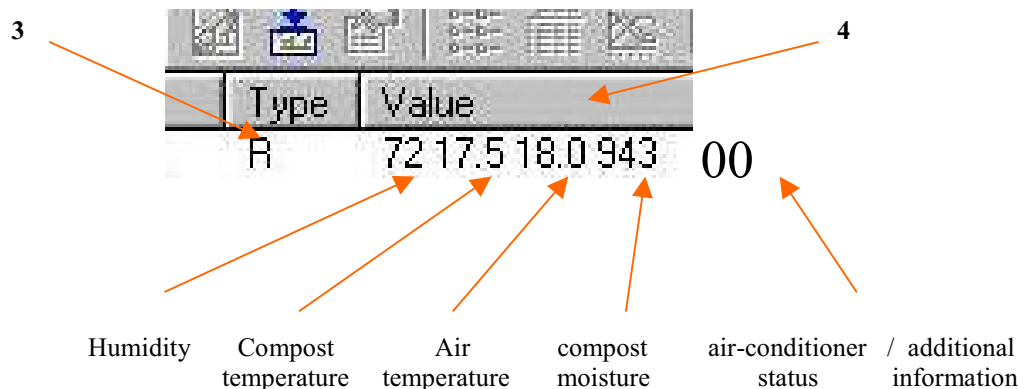 3 4
Type Value
R 72 17.5 18.0 943 00
Humidity Compost Air compost air-conditioner / additional
temperature temperature moisture status information